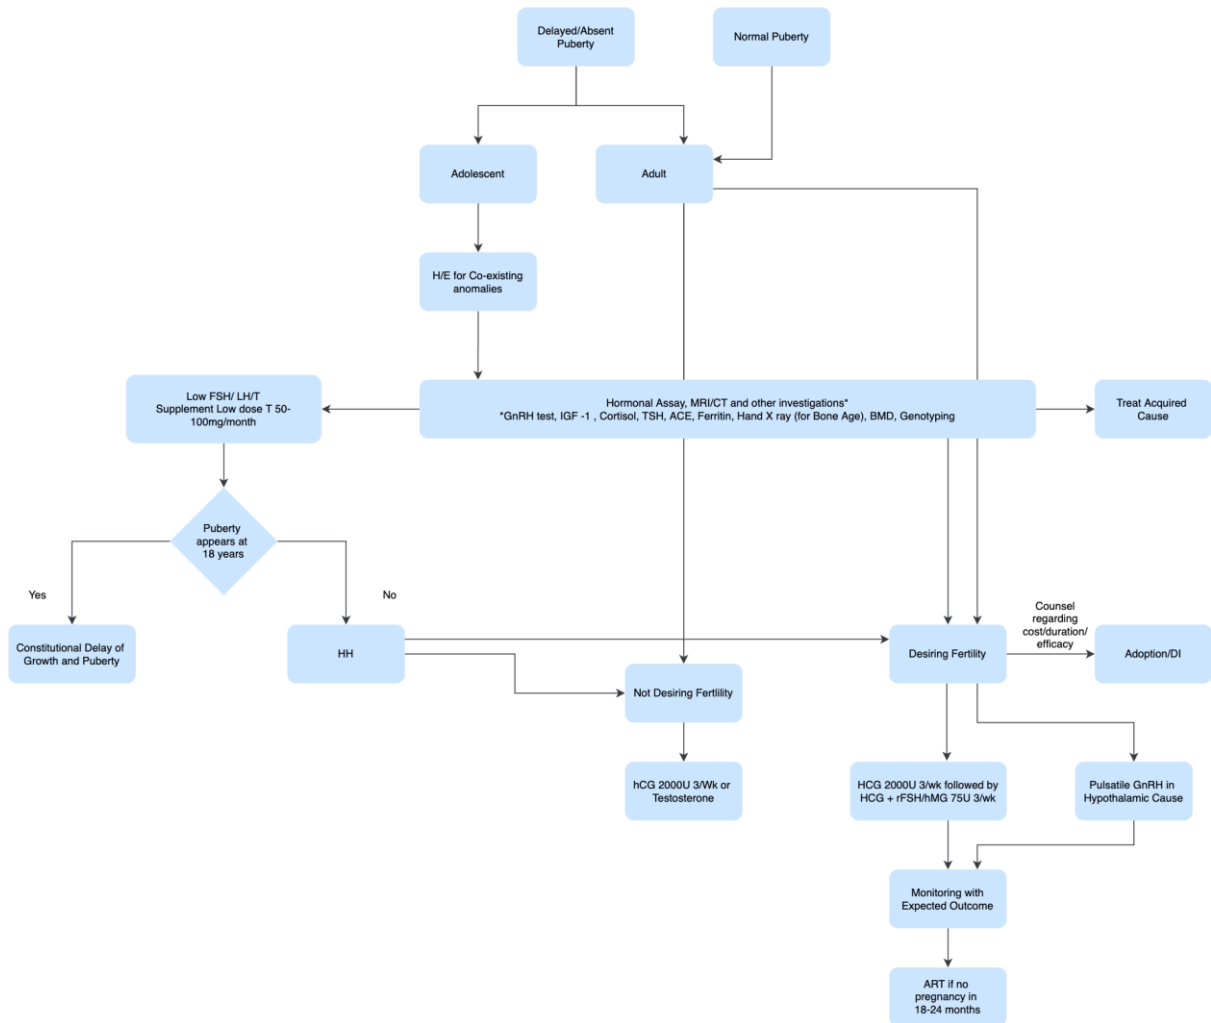 Delayed/Absent
Puberty
Normal Puberty
Adolescent
Adult
H/E for Co-existing
anomalies
Low FSH/ LH/T
Supplement Low dose T 50-
100mg/month
Hormonal Assay, MRI/CT and other investigations*
*GnRH test, IGF -1 , Cortisol, TSH, ACE, Ferritin, Hand X ray (for Bone Age), BMD, Genotyping
Treat Acquired
Cause
Puberty
appears at
18 years
Yes
No
Constitutional Delay of
Growth and Puberty
HH
Counsel
regarding
cost/duration/
efficacy
Desiring Fertility
Adoption/DI
Not Desiring Fertlility
hCG 2000U 3/Wk or
Testosterone
HCG 2000U 3/wk followed by
HCG + rFSH/hMG 75U 3/wk
Pulsatile GnRH in
Hypothalamic Cause
Monitoring with
Expected Outcome
ART if no
pregnancy in
18-24 months